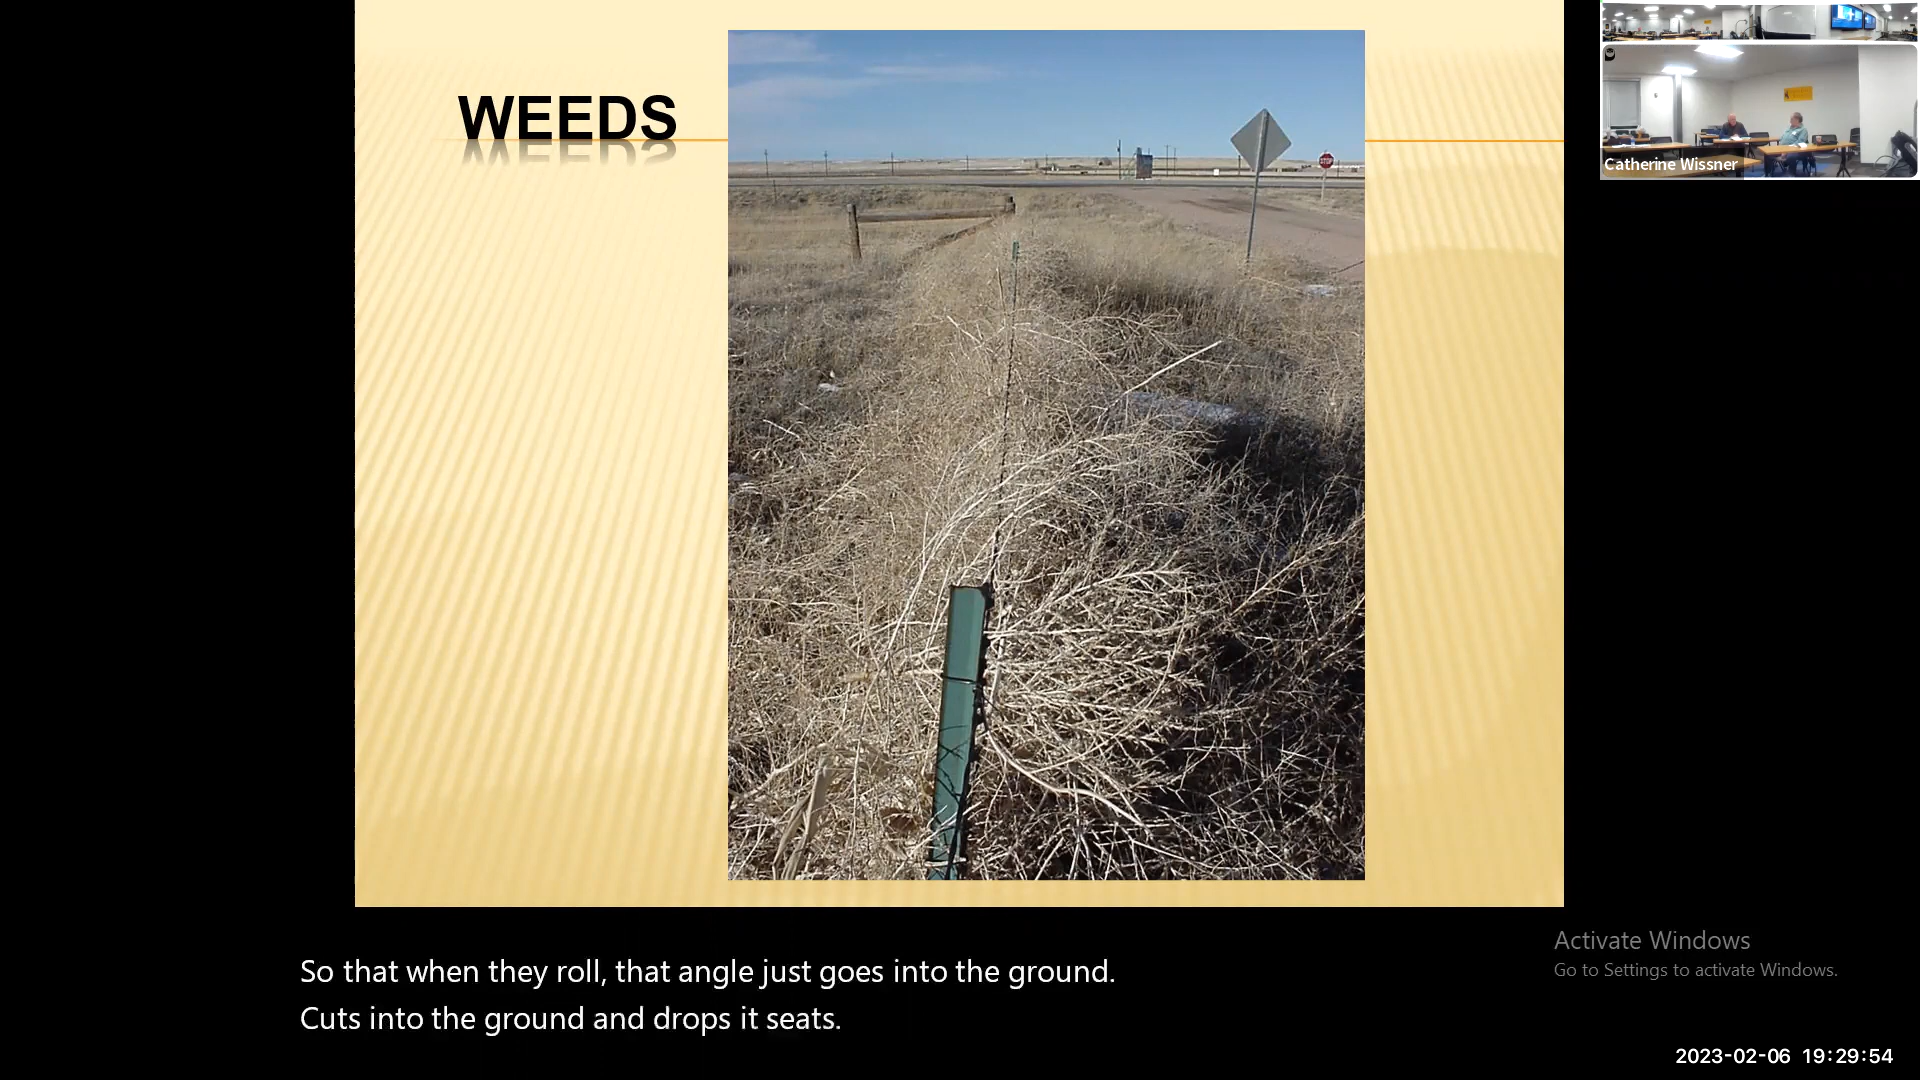 WEEDS
STOP
Catherine Wissner
So that when they roll, that angle just goes into the ground.
Cuts into the ground and drops it seats.
Activate Windows
Go to Settings to activate Windows.
2023-02-06 19:29:54